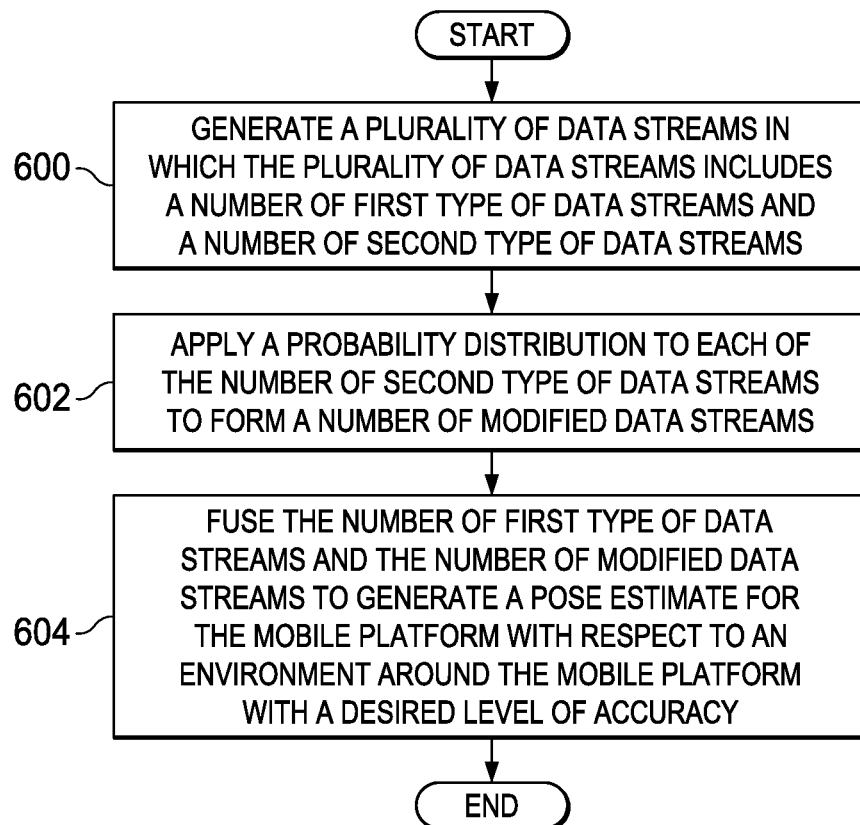 START
600
GENERATE A PLURALITY OF DATA STREAMS IN
WHICH THE PLURALITY OF DATA STREAMS INCLUDES
A NUMBER OF FIRST TYPE OF DATA STREAMS AND
A NUMBER OF SECOND TYPE OF DATA STREAMS
602
APPLY A PROBABILITY DISTRIBUTION TO EACH OF
THE NUMBER OF SECOND TYPE OF DATA STREAMS
TO FORM A NUMBER OF MODIFIED DATA STREAMS
604
FUSE THE NUMBER OF FIRST TYPE OF DATA
STREAMS AND THE NUMBER OF MODIFIED DATA
STREAMS TO GENERATE A POSE ESTIMATE FOR
THE MOBILE PLATFORM WITH RESPECT TO AN
ENVIRONMENT AROUND THE MOBILE PLATFORM
WITH A DESIRED LEVEL OF ACCURACY
END